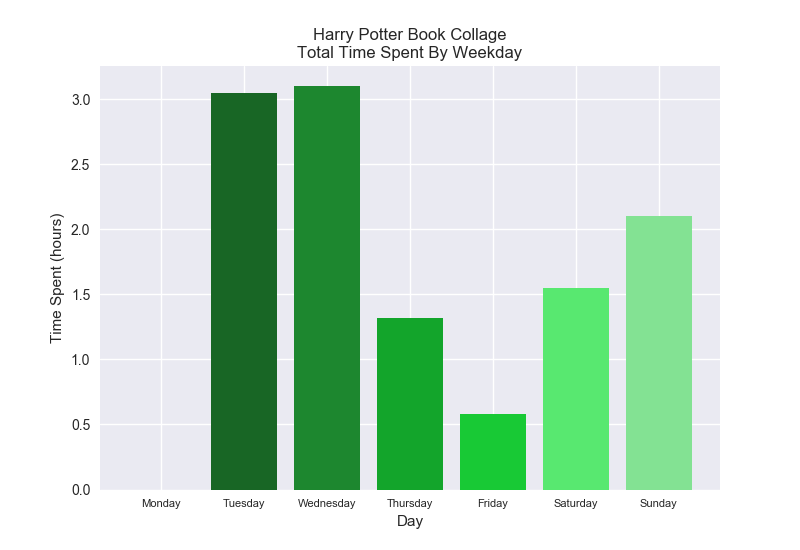 Harry Potter Book Collage
Total Time Spent By Weekday
Time Spent (hours)
3.0
2.5
2.0
1.5
1.0
0.5
0.0
Monday Tuesday Wednesday Thursday Friday Saturday Sunday
Day